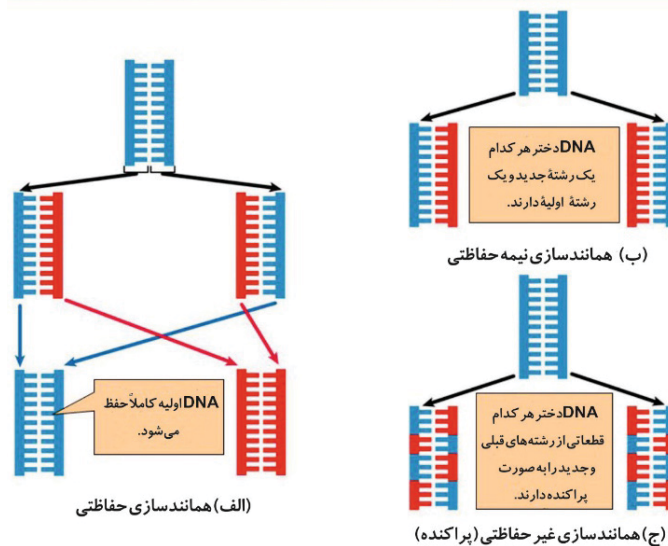 DNA اولیه کاملاً حفظ
می‌شود.
(الف) همانندسازی حفاظتی
DNA دختر هر کدام
یک رشتهٔ جدید و یک
رشتهٔ اولیهٔ دارند.
(ب) همانندسازی نیمه حفاظتی
DNA دختر هر کدام
قطعاتی از رشته‌های قبلی
و جدید را به صورت
پراکنده دارند.
(ج) همانندسازی غیر حفاظتی (پراکنده)